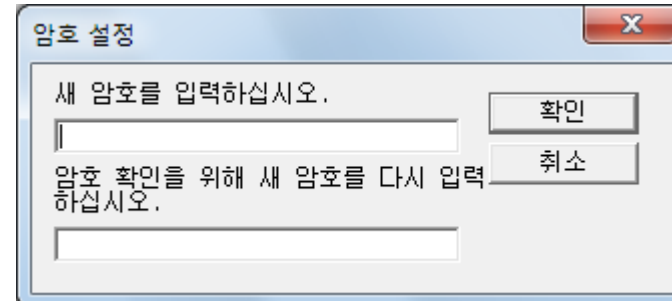 암호 설정
새 암호를 입력하십시오.
확인
취소
암호 확인을 위해 새 암호를 다시 입력
하십시오.